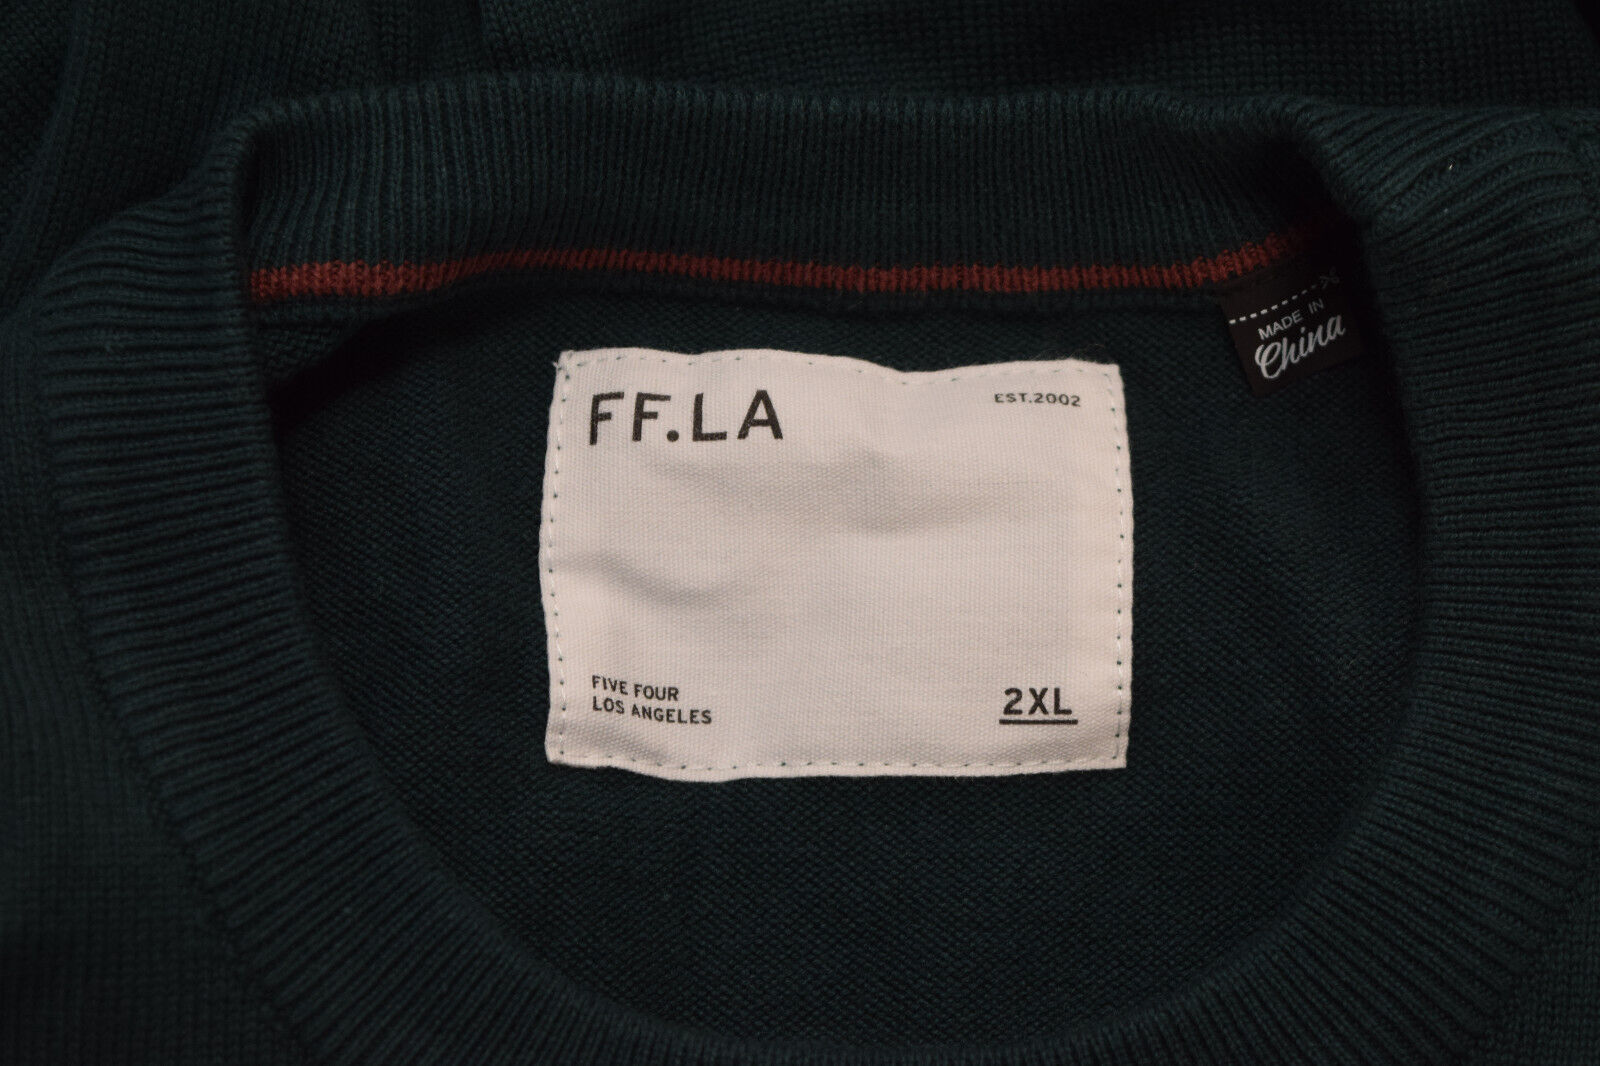 FF.LA
EST.2002
MADE IN
China
FIVE FOUR
LOS ANGELES
2XL